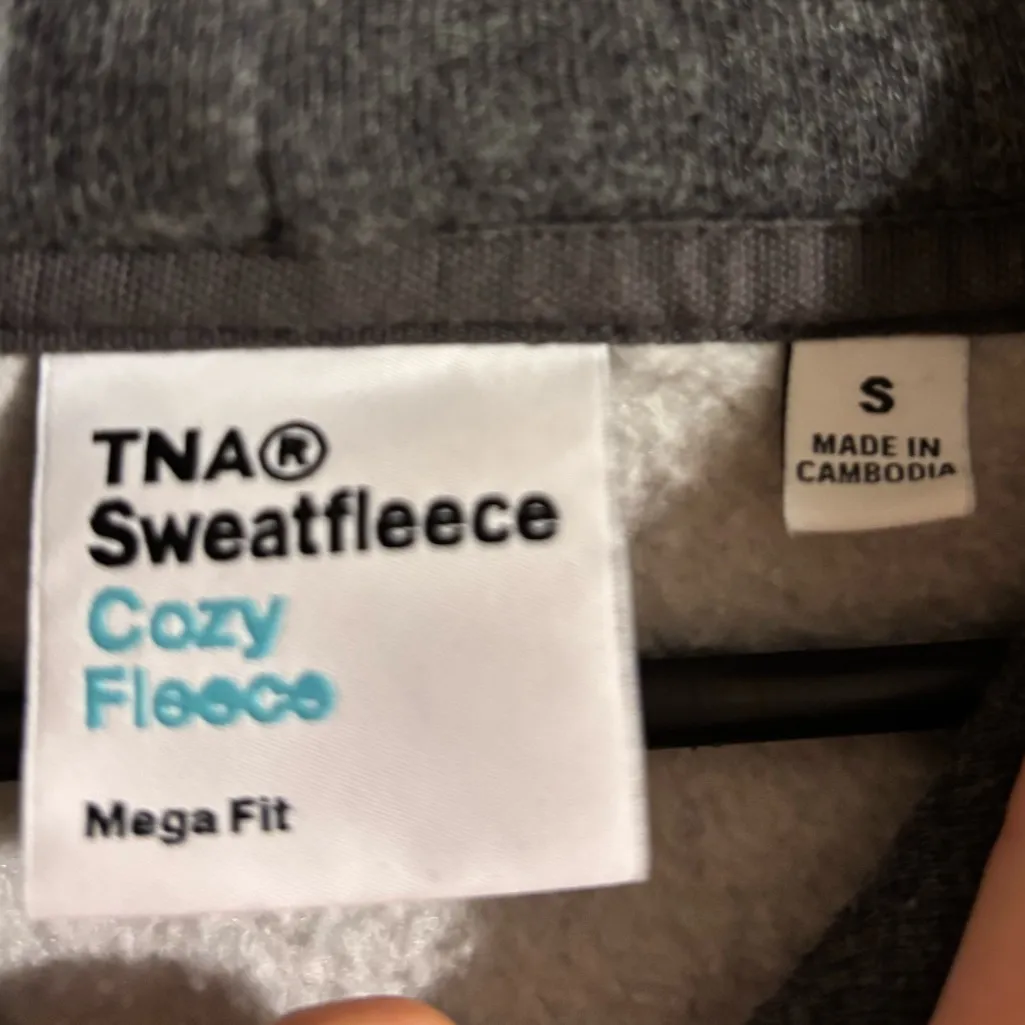 TNA®
Sweatfleece
Cozy
Fleece
Mega Fit
S
MADE IN
CAMBODIA